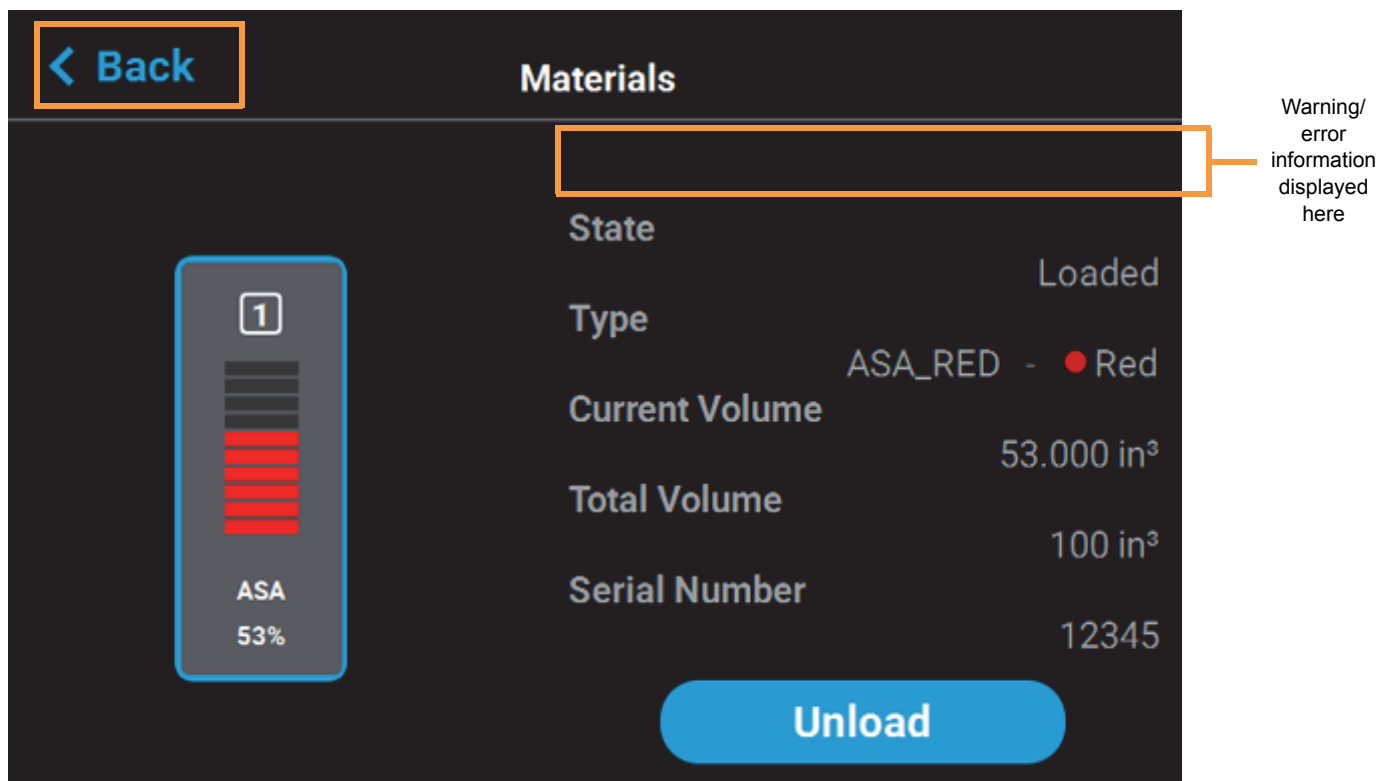 Back
Materials
Warning/
error
information
displayed
here
State
Loaded
Type
ASA_RED - Red
Current Volume
53.000 in³
Total Volume
100 in³
Serial Number
12345
1
ASA
53%
Unload